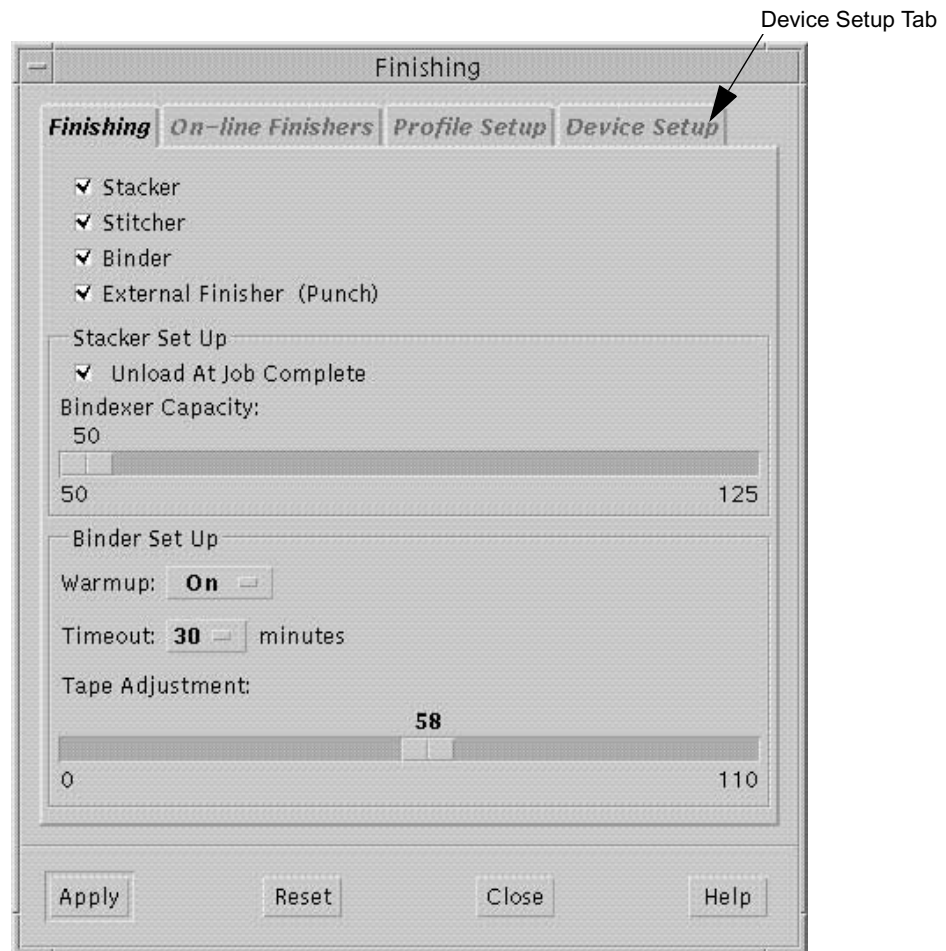 Device Setup Tab
Finishing
Finishing On-line Finishers Profile Setup Device Setup
Stacker
Stitcher
Binder
External Finisher (Punch)
Stacker Set Up
Unload At Job Complete
Bindexer Capacity:
50
50 125
Binder Set Up
Warmup: On
Timeout: 30 minutes
Tape Adjustment:
58
0 110
Apply Reset Close Help